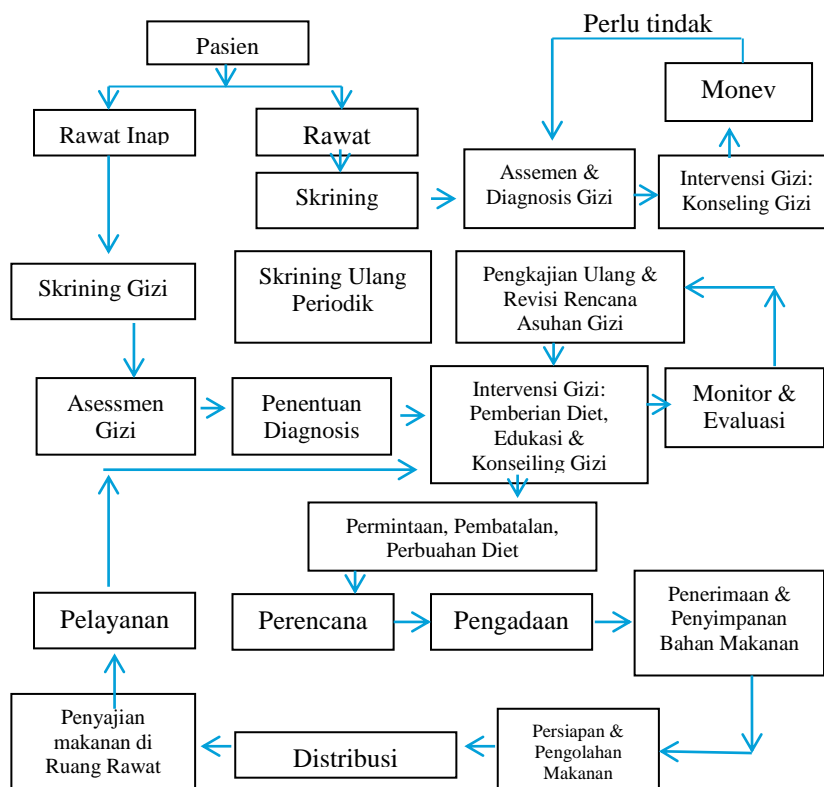 Pasien
Perlu tindak
Monev
Rawat Inap
Rawat
Skrining
Assemen &
Diagnosis Gizi
Intervensi Gizi:
Konseling Gizi
Skrining Gizi
Skrining Ulang
Periodik
Pengkajian Ulang &
Revisi Rencana
Asuhan Gizi
Asessmen
Gizi
Penentuan
Diagnosis
Intervensi Gizi:
Pemberian Diet,
Edukasi &
Konseiling Gizi
Monitor &
Evaluasi
Permintaan, Pembatalan,
Perbuahan Diet
Pelayanan
Perencana
Pengadaan
Penerimaan &
Penyimpanan
Bahan Makanan
Penyajian
makanan di
Ruang Rawat
Distribusi
Persiapan &
Pengolahan
Makanan